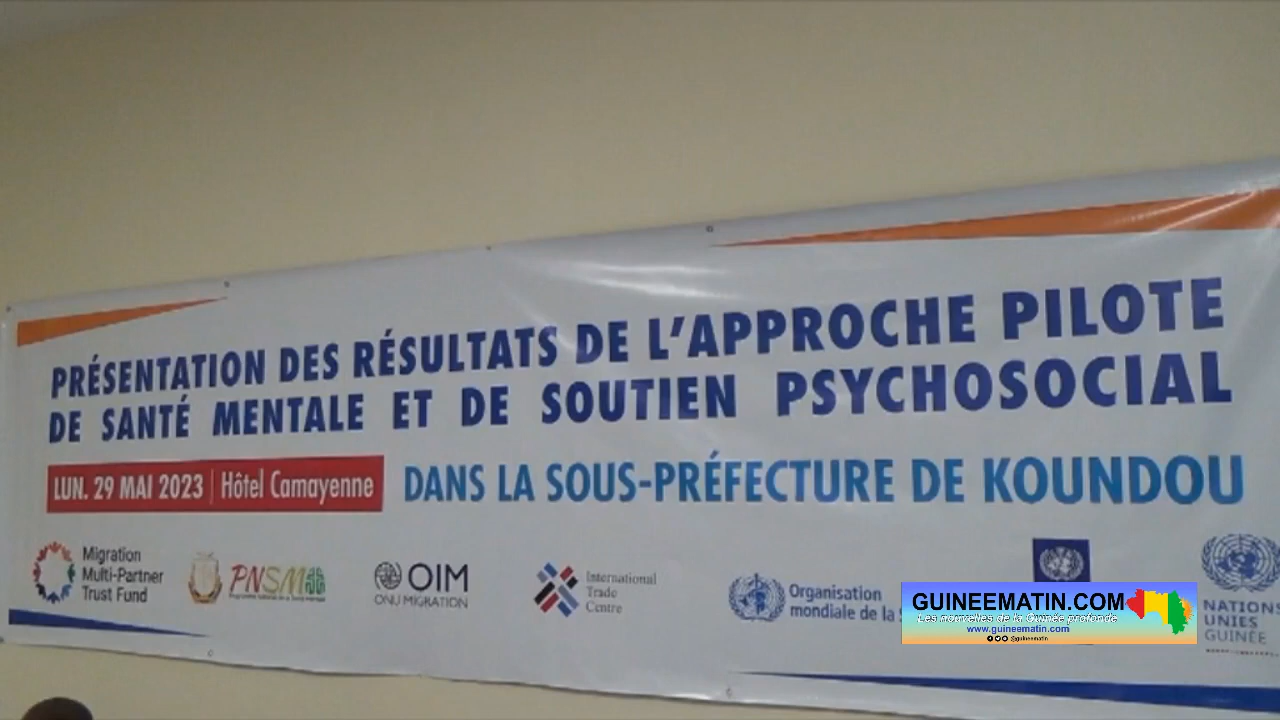 PRÉSENTATION DES RÉSULTATS DE L'APPROCHE PILOTE
DE SANTÉ MENTALE ET DE SOUTIEN PSYCHOSOCIAL
LUN. 29 MAI 2023 | Hôtel Camayenne
DANS LA SOUS-PRÉFECTURE DE KOUNDOU
Migration
Multi-Partner
Trust Fund
PNSM
OIM
ONU MIGRATION
International
Trade
Centre
Organisation
mondiale de la
NATIONS
UNIES
GUINÉE
GUINEEMATIN.COM
Les nouvelles de la Guinée profonde
www.guineematin.com
@guineematin